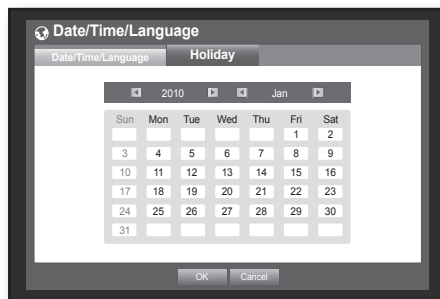 Date/Time/Language
Date/Time/Language Holiday
2010 Jan
Sun Mon Tue Wed Thu Fri Sat
1 2
3 4 5 6 7 8 9
10 11 12 13 14 15 16
17 18 19 20 21 22 23
24 25 26 27 28 29 30
31
OK Cancel